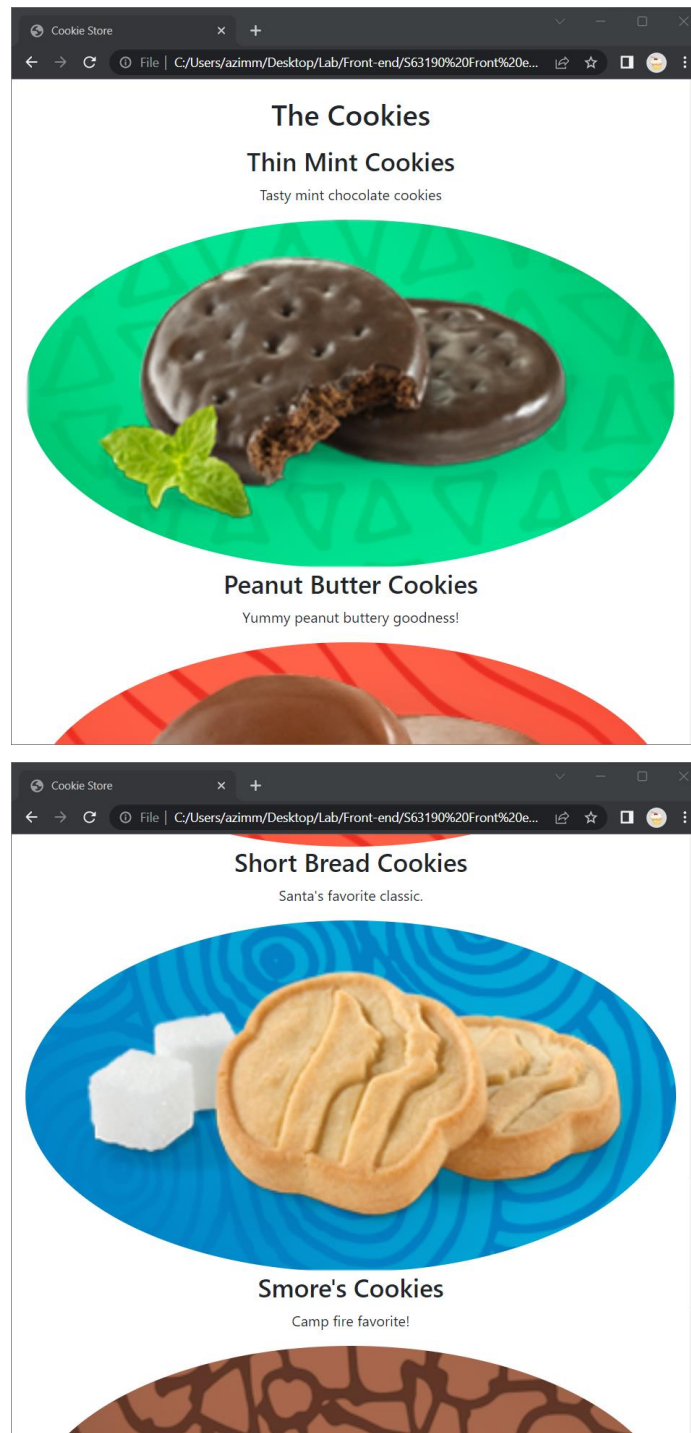 Cookie Store
File | C:/Users/azimm/Desktop/Lab/Front-end/S63190%20Front%20e...
The Cookies
Thin Mint Cookies
Tasty mint chocolate cookies
Peanut Butter Cookies
Yummy peanut buttery goodness!
Cookie Store
File | C:/Users/azimm/Desktop/Lab/Front-end/S63190%20Front%20e...
Short Bread Cookies
Santa's favorite classic.
Smore's Cookies
Camp fire favorite!